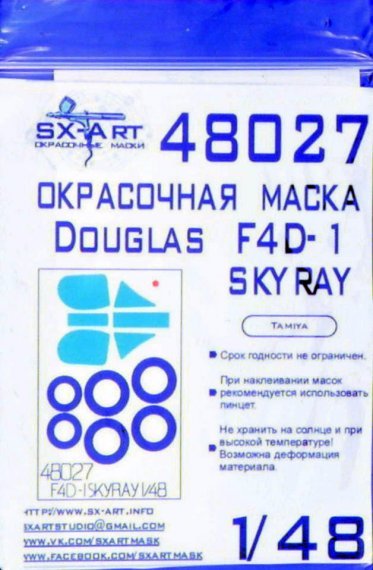 SX-ART
ОКРАСОЧНЫЕ МАСКИ
48027
ОКРАСОЧНАЯ МАСКА
DOUGLAS F4D-1
SKYRAY
TAMIYA
Срок годности не ограничен.
При наклеивании масок
рекомендуется использовать
пинцет.
Не хранить на солнце и при
высокой температуре!
Возможна деформация
материала.
48027
F4D-1SKYRAY1/48
HTTP://WWW.SX-ART.INFO
SXARTSTUDIO@GMAIL.COM
WWW.VK.COM/SXARTMASK
WWW.FACEBOOK.COM/SXARTMASK
1/48